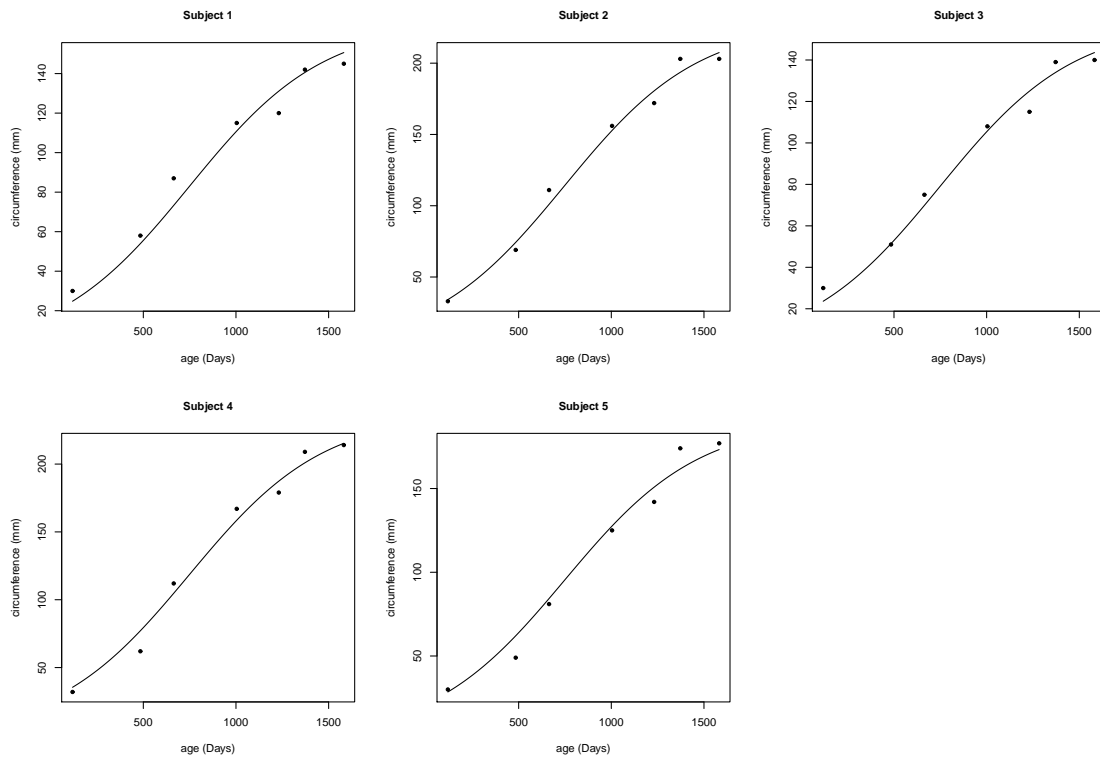 Subject 1
circumference (mm)
20 40 60 80 100 120 140
500 1000 1500
age (Days)
Subject 2
circumference (mm)
50 100 150 200
500 1000 1500
age (Days)
Subject 3
circumference (mm)
20 40 60 80 100 120 140
500 1000 1500
age (Days)
Subject 4
circumference (mm)
50 100 150 200
500 1000 1500
age (Days)
Subject 5
circumference (mm)
50 100 150
500 1000 1500
age (Days)